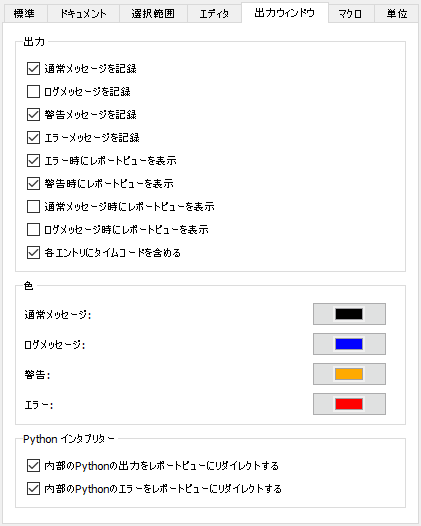 標準 ドキュメント 選択範囲 エディタ 出力ウィンドウ マクロ 単位
出力
通常メッセージを記録
ログメッセージを記録
警告メッセージを記録
エラーメッセージを記録
エラー時にレポートビューを表示
警告時にレポートビューを表示
通常メッセージ時にレポートビューを表示
ログメッセージ時にレポートビューを表示
各エントリにタイムコードを含める
色
通常メッセージ:
ログメッセージ:
警告:
エラー:
Python インタプリター
内部のPythonの出力をレポートビューにリダイレクトする
内部のPythonのエラーをレポートビューにリダイレクトする